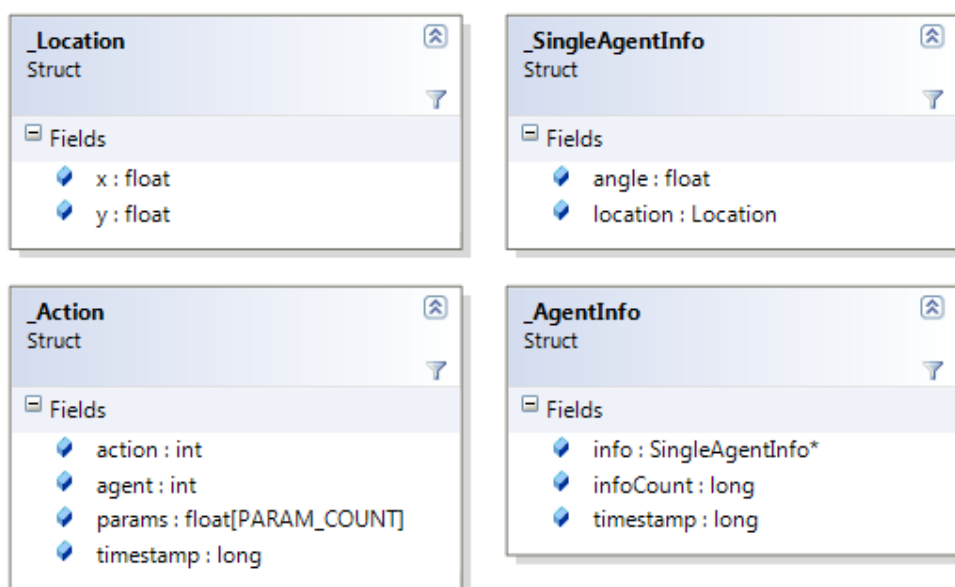 _Location
Struct
Fields
x : float
y : float
_SingleAgentInfo
Struct
Fields
angle : float
location : Location
_Action
Struct
Fields
action : int
agent : int
params : float[PARAM_COUNT]
timestamp : long
_AgentInfo
Struct
Fields
info : SingleAgentInfo*
infoCount : long
timestamp : long